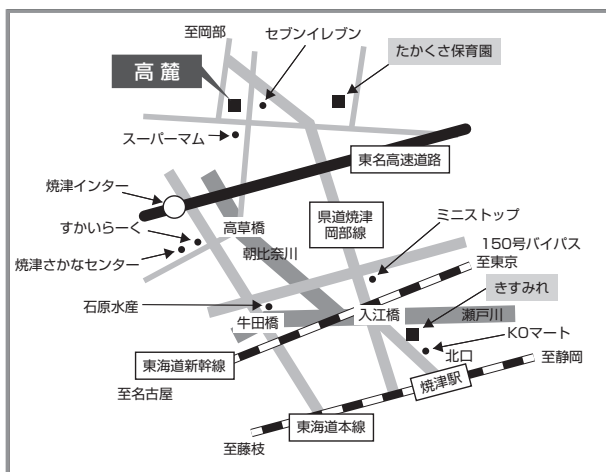 至岡部
セブンイレブン
たかくさ保育園
高麓
スーパーマム
東名高速道路
焼津インター
県道焼津
岡部線
ミニストップ
すかいらーく
高草橋
150号バイパス
焼津さかなセンター
朝比奈川
至東京
きすみれ
石原水産
牛田橋
入江橋
瀬戸川
KOマート
北口
至静岡
東海道新幹線
焼津駅
至名古屋
東海道本線
至藤枝